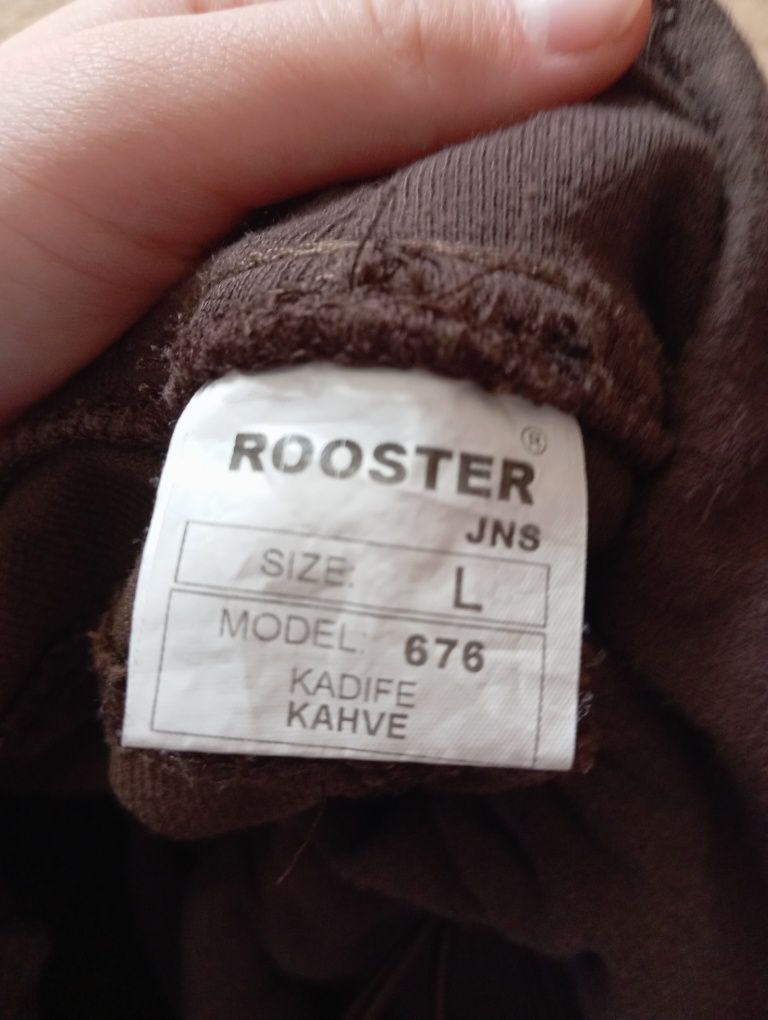 ROOSTER ®
JNS
SIZE: L
MODEL: 676
KADIFE
KAHVE